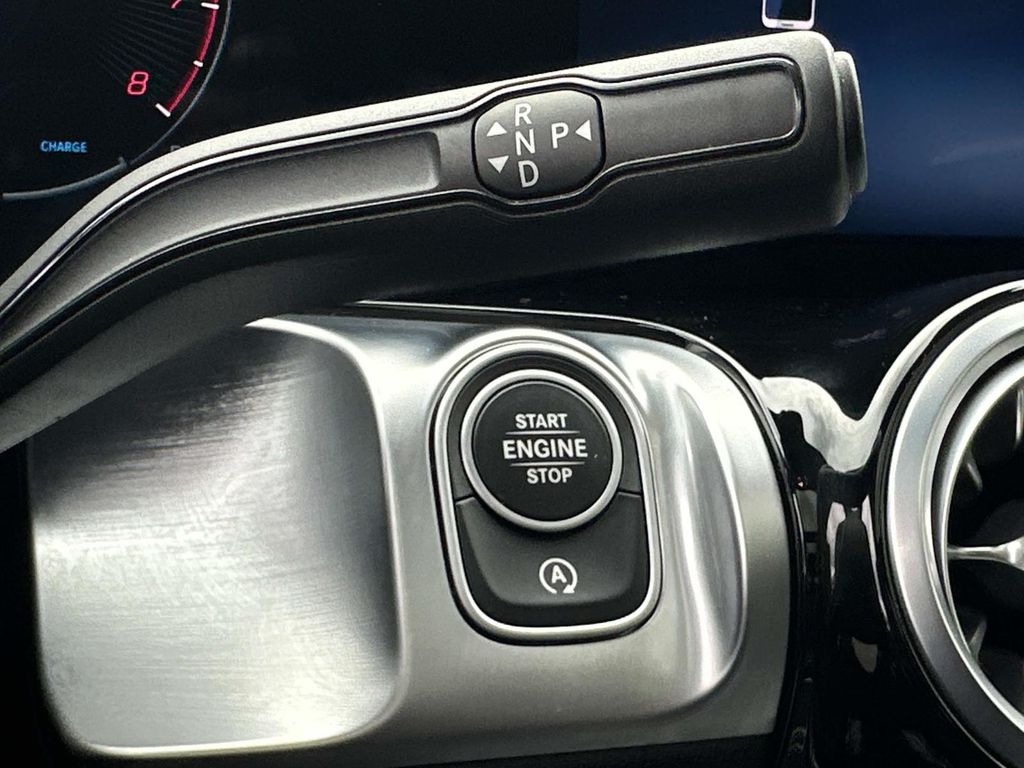 8
CHARGE
R
N P
D
START
ENGINE
STOP
A